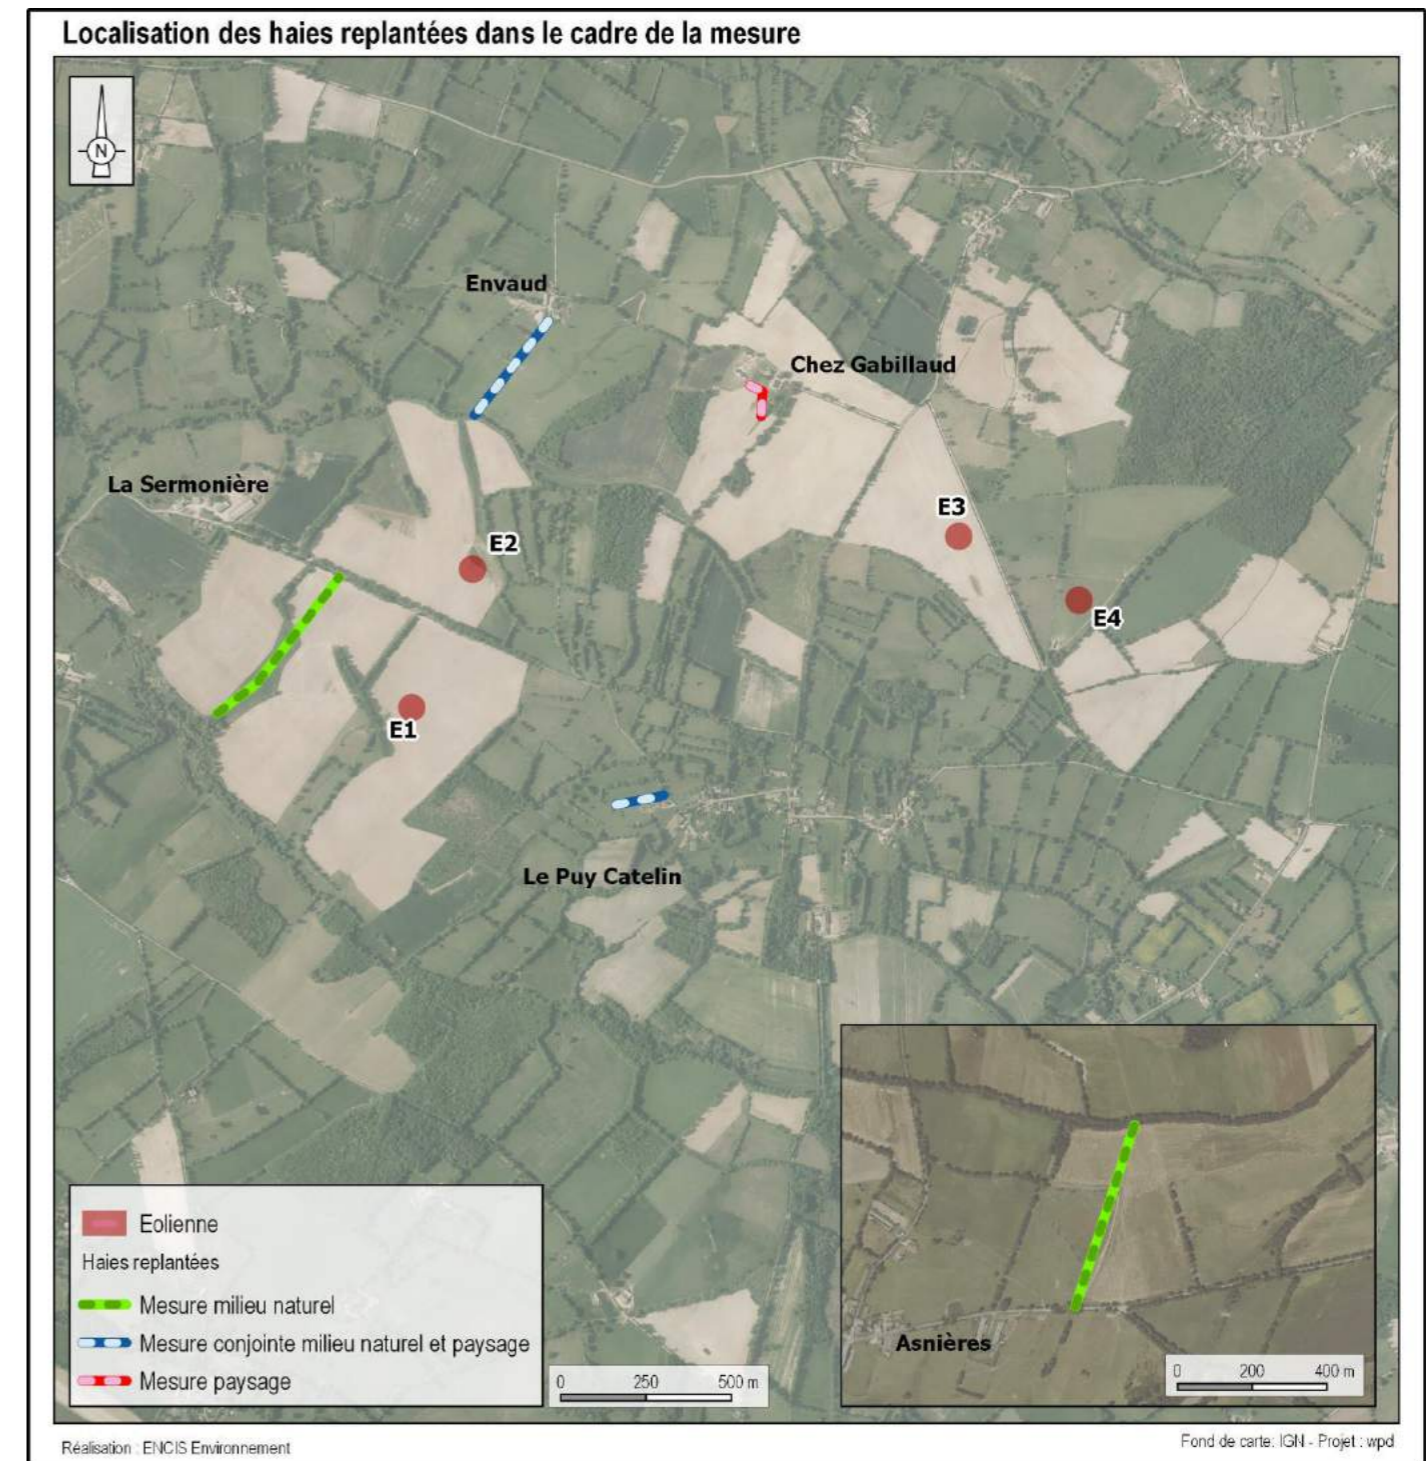 Localisation des haies replantées dans le cadre de la mesure
N
Envaud
Chez Gabillaud
La Sermonière
E3
E2
E4
E1
Le Puy Catelin
Eolienne
Haies replantées
Mesure milieu naturel
Mesure conjointe milieu naturel et paysage
Mesure paysage
0 250 500 m
Asnières
0 200 400 m
Réalisation : ENCIS Environnement
Fond de carte: IGN - Projet : wpd